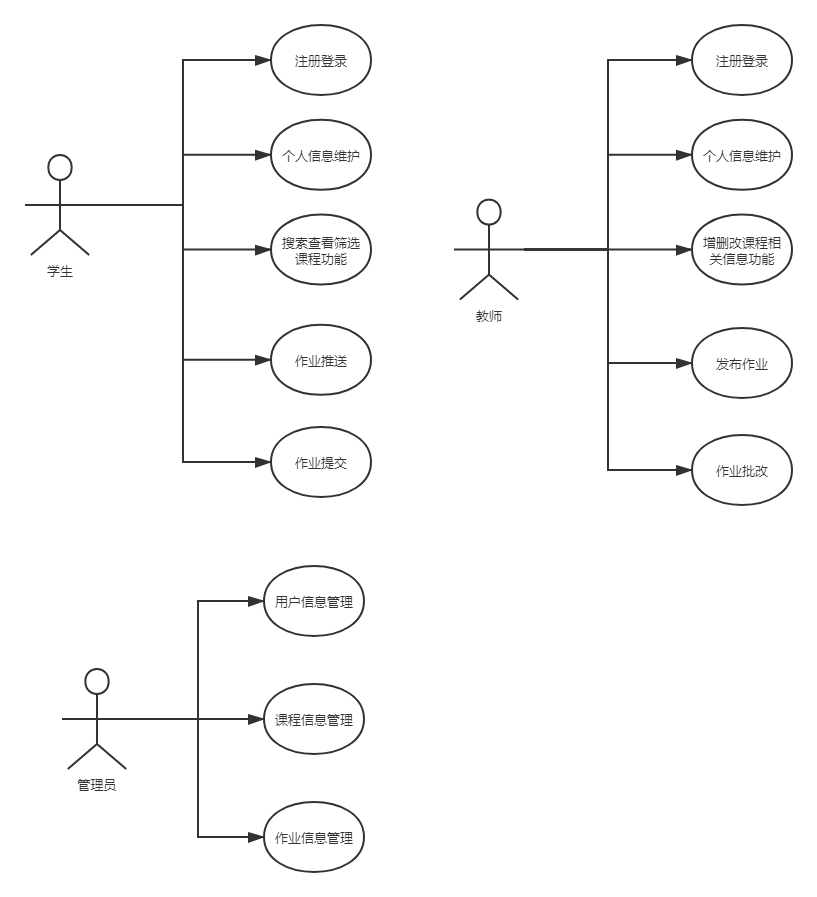 注册登录
个人信息维护
搜索查看筛选
课程功能
作业推送
作业提交
学生
注册登录
个人信息维护
增删改课程相
关信息功能
发布作业
作业批改
教师
用户信息管理
课程信息管理
作业信息管理
管理员